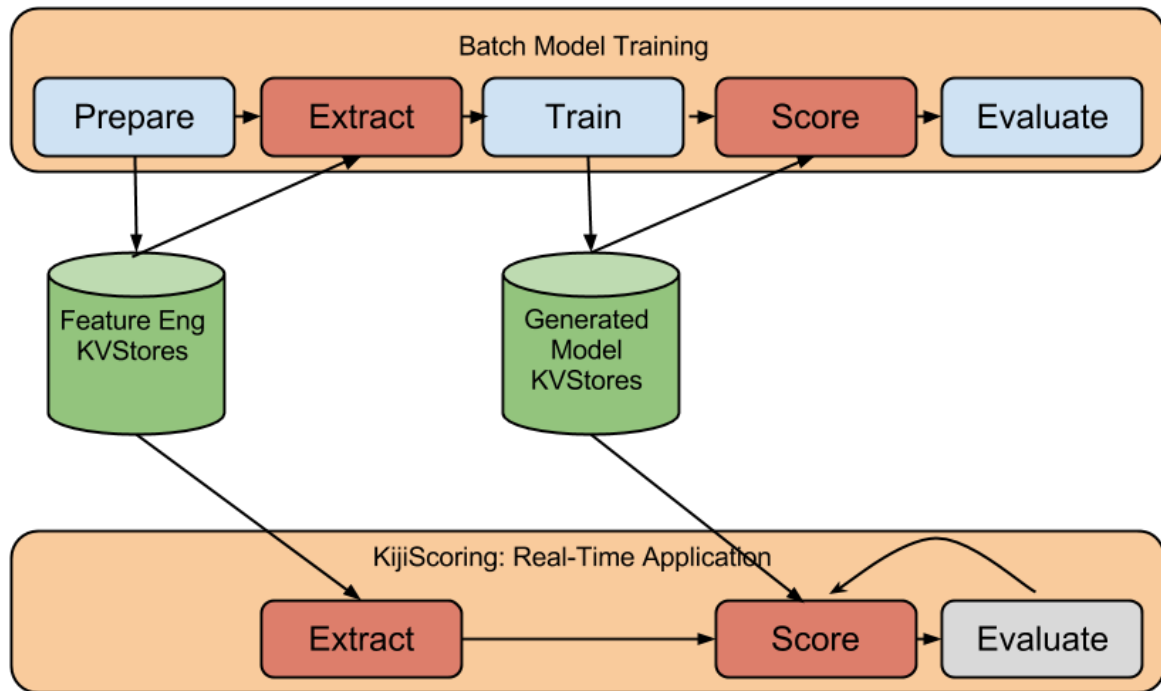 Batch Model Training
Prepare
Extract
Train
Score
Evaluate
Feature Eng
KVStores
Generated
Model
KVStores
KijiScoring: Real-Time Application
Extract
Score
Evaluate